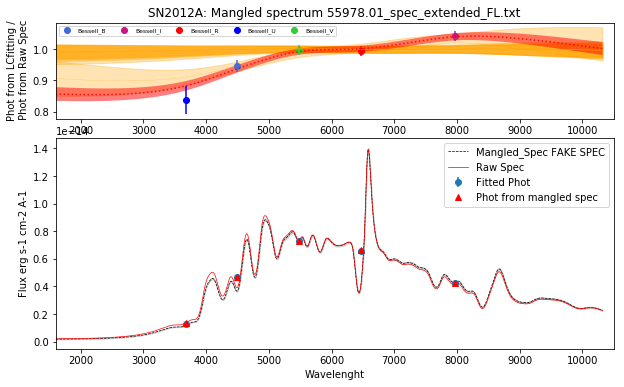 SN2012A: Mangled spectrum 55978.01_spec_extended_FL.txt
Bessell_B Bessell_I Bessell_R Bessell_U Bessell_V
Phot from LCfitting /
Phot from Raw Spec
1.0
0.9
0.8
2000 3000 4000 5000 6000 7000 8000 9000 10000
1e-14
Mangled_Spec FAKE SPEC
Raw Spec
Fitted Phot
Phot from mangled spec
Flux erg s-1 cm-2 A-1
1.4
1.2
1.0
0.8
0.6
0.4
0.2
0.0
2000 3000 4000 5000 6000 7000 8000 9000 10000
Wavelenght